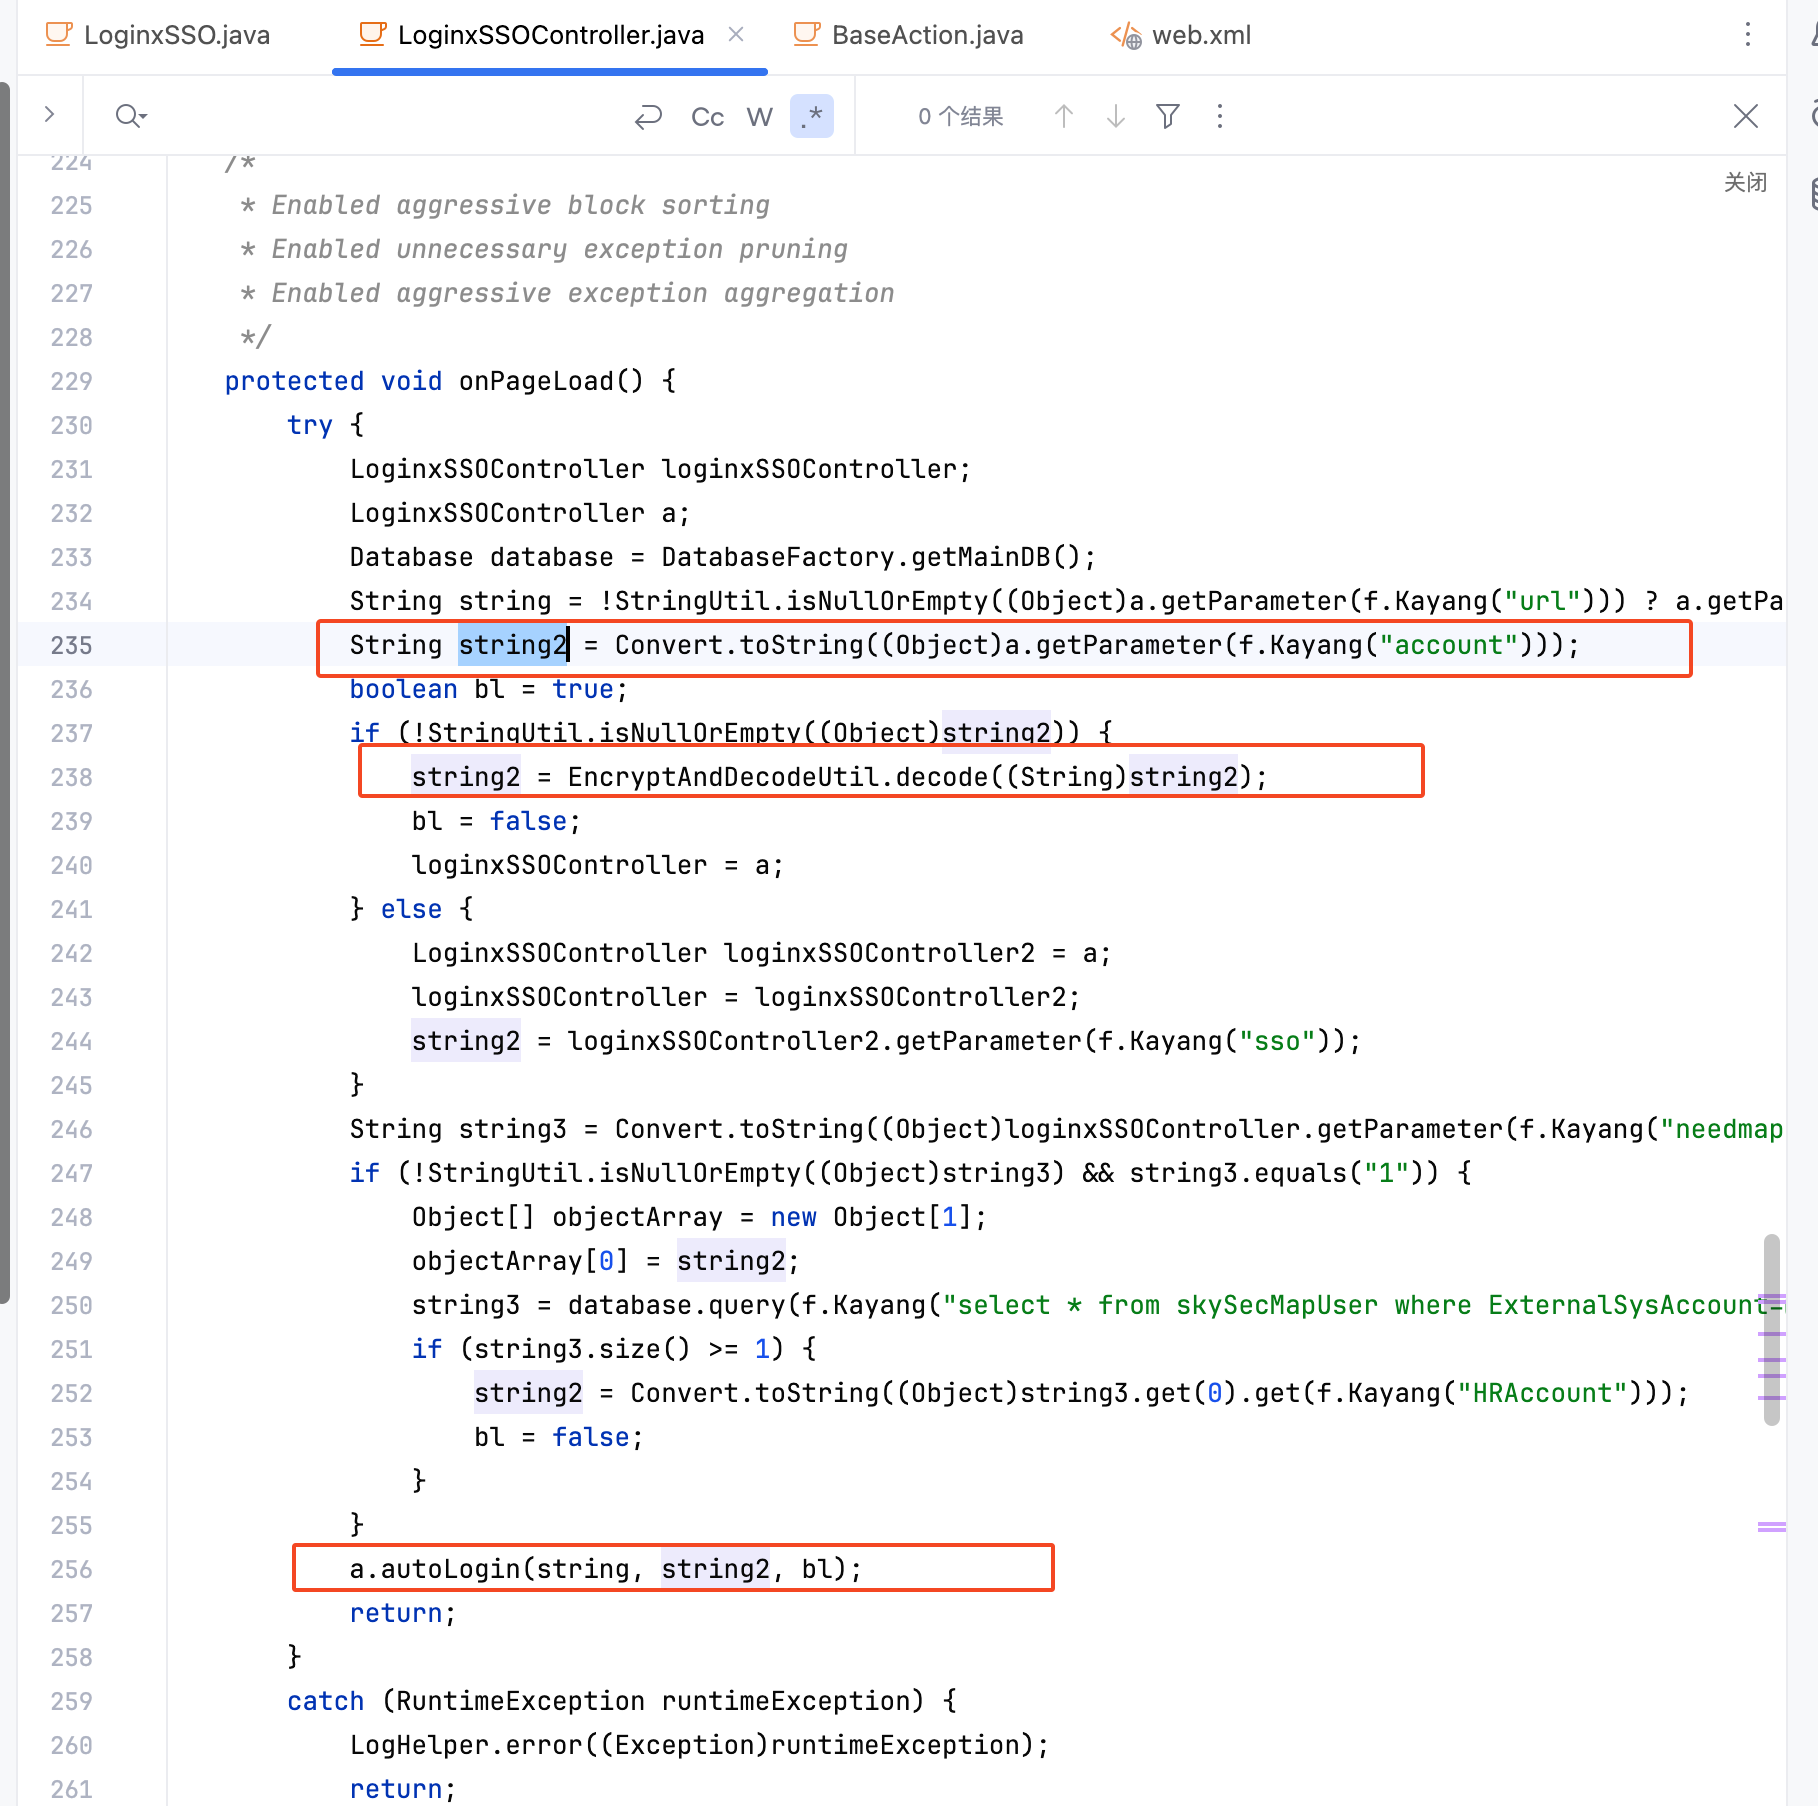 LoginxSSO.java LoginxSSOController.java BaseAction.java web.xml
Cc W .* 0 个结果
224 /*
关闭
225 * Enabled aggressive block sorting
226 * Enabled unnecessary exception pruning
227 * Enabled aggressive exception aggregation
228 */
229 protected void onPageLoad() {
230 try {
231 LoginxSSOController loginxSSOController;
232 LoginxSSOController a;
233 Database database = DatabaseFactory.getMainDB();
234 String string = !StringUtil.isNullOrEmpty((Object)a.getParameter(f.Kayang("url"))) ? a.getPa
235 String string2 = Convert.toString((Object)a.getParameter(f.Kayang("account")));
236 boolean bl = true;
237 if (!StringUtil.isNullOrEmpty((Object)string2)) {
238 string2 = EncryptAndDecodeUtil.decode((String)string2);
239 bl = false;
240 loginxSSOController = a;
241 } else {
242 LoginxSSOController loginxSSOController2 = a;
243 loginxSSOController = loginxSSOController2;
244 string2 = loginxSSOController2.getParameter(f.Kayang("sso"));
245 }
246 String string3 = Convert.toString((Object)loginxSSOController.getParameter(f.Kayang("needmap
247 if (!StringUtil.isNullOrEmpty((Object)string3) && string3.equals("1")) {
248 Object[] objectArray = new Object[1];
249 objectArray[0] = string2;
250 string3 = database.query(f.Kayang("select * from skySecMapUser where ExternalSysAccount=
251 if (string3.size() >= 1) {
252 string2 = Convert.toString((Object)string3.get(0).get(f.Kayang("HRAccount")));
253 bl = false;
254 }
255 }
256 a.autoLogin(string, string2, bl);
257 return;
258 }
259 catch (RuntimeException runtimeException) {
260 LogHelper.error((Exception)runtimeException);
261 return;